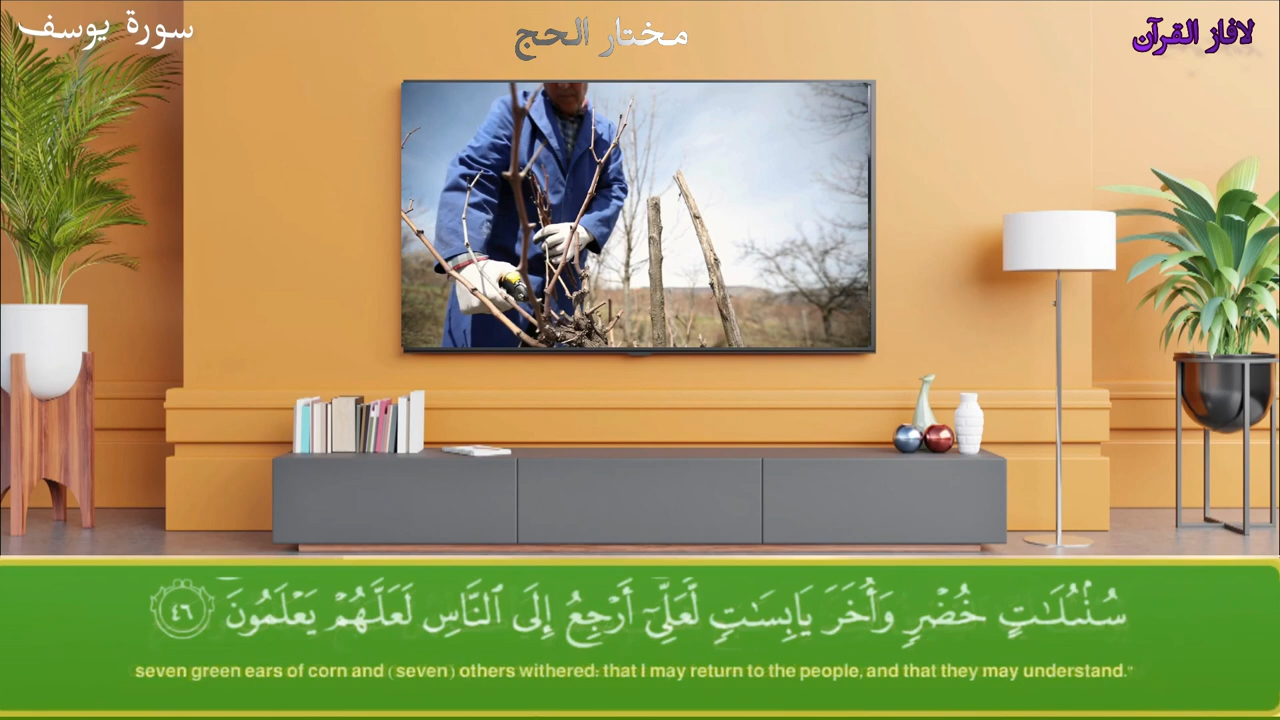 سورة يوسف
مختار الحج
لافاز القرآن
سُنۢبُلَٰتٍ خُضْرٍ وَأُخَرَ يَابِسَٰتٍ لَّعَلِّيٓ أَرْجِعُ إِلَى ٱلنَّاسِ لَعَلَّهُمْ يَعْلَمُونَ ٤٦
seven green ears of corn and ( seven ) others withered: that I may return to the people, and that they may understand."